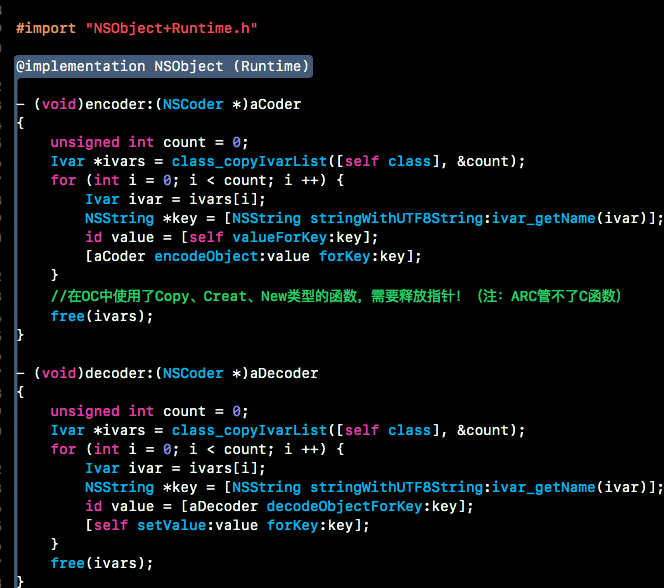 #import "NSObject+Runtime.h"
@implementation NSObject (Runtime)
- (void)encoder:(NSCoder *)aCoder
{
unsigned int count = 0;
Ivar *ivars = class_copyIvarList([self class], &count);
for (int i = 0; i < count; i ++) {
Ivar ivar = ivars[i];
NSString *key = [NSString stringWithUTF8String:ivar_getName(ivar)];
id value = [self valueForKey:key];
[aCoder encodeObject:value forKey:key];
}
//在OC中使用了Copy、Creat、New类型的函数，需要释放指针！（注：ARC管不了C函数）
free(ivars);
}
- (void)decoder:(NSCoder *)aDecoder
{
unsigned int count = 0;
Ivar *ivars = class_copyIvarList([self class], &count);
for (int i = 0; i < count; i ++) {
Ivar ivar = ivars[i];
NSString *key = [NSString stringWithUTF8String:ivar_getName(ivar)];
id value = [aDecoder decodeObjectForKey:key];
[self setValue:value forKey:key];
}
free(ivars);
}